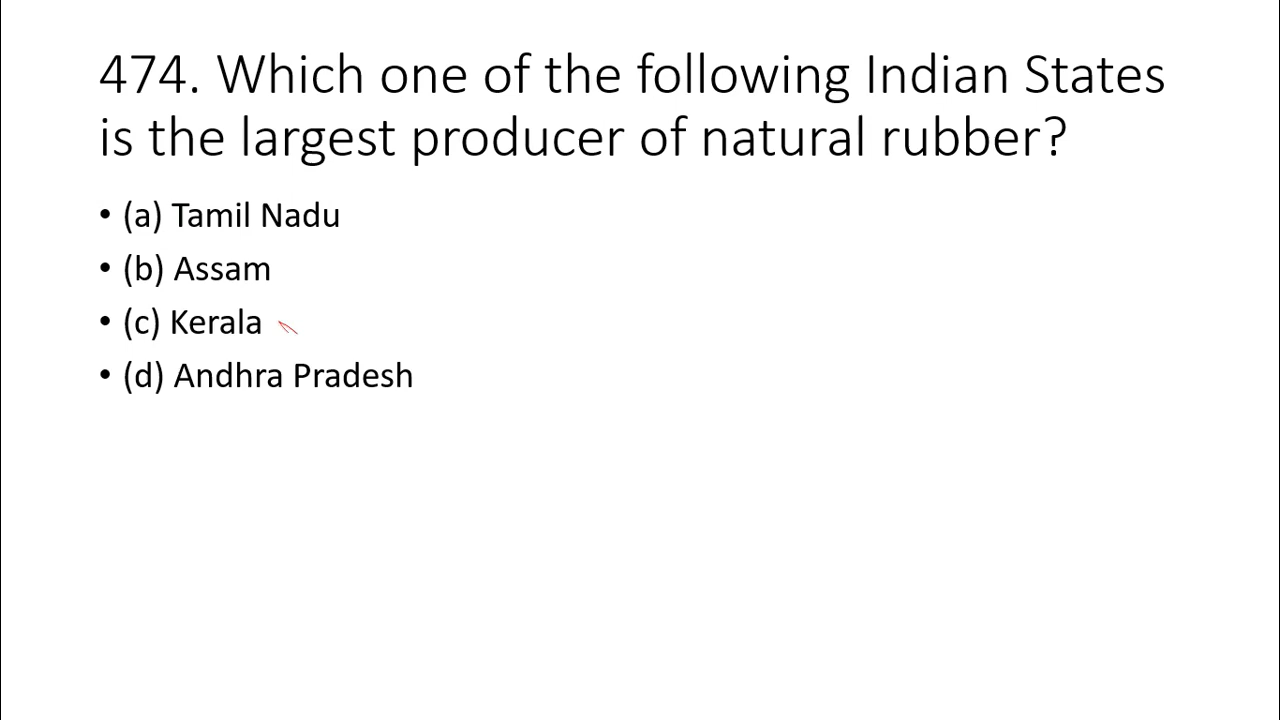 474. Which one of the following Indian States
is the largest producer of natural rubber?
• (a) Tamil Nadu
• (b) Assam
• (c) Kerala
• (d) Andhra Pradesh